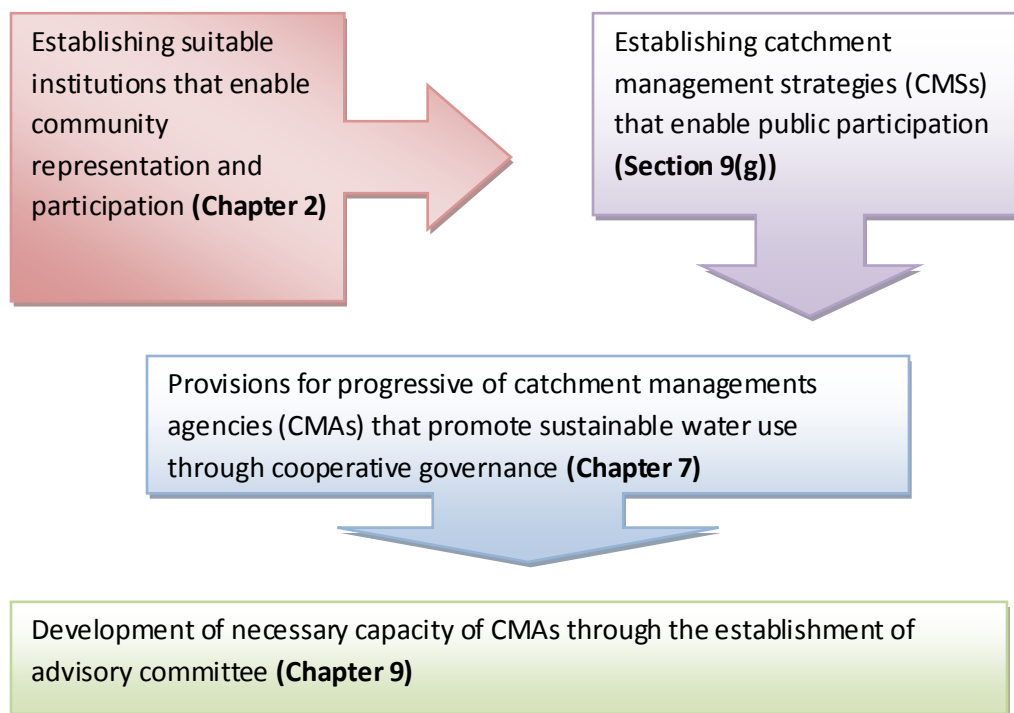 Establishing suitable
institutions that enable
community
representation and
participation (Chapter 2)
Establishing catchment
management strategies (CMSs)
that enable public participation
(Section 9(g))
Provisions for progressive of catchment managements
agencies (CMAs) that promote sustainable water use
through cooperative governance (Chapter 7)
Development of necessary capacity of CMAs through the establishment of
advisory committee (Chapter 9)